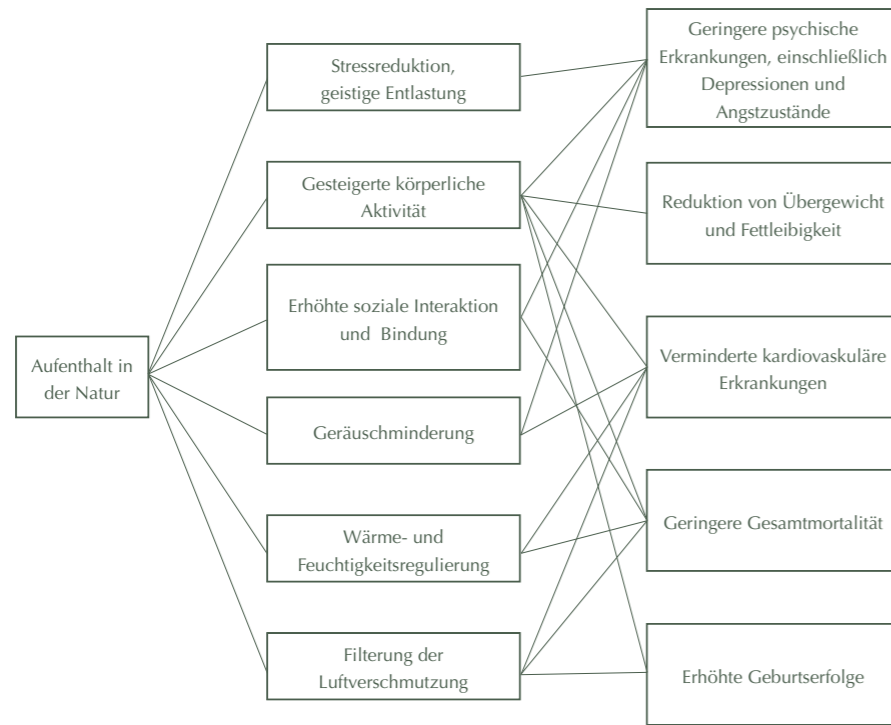 Aufenthalt in
der Natur
Stressreduktion,
geistige Entlastung
Gesteigerte körperliche
Aktivität
Erhöhte soziale Interaktion
und Bindung
Geräuschminderung
Wärme- und
Feuchtigkeitsregulierung
Filterung der
Luftverschmutzung
Geringere psychische
Erkrankungen, einschließlich
Depressionen und
Angstzustände
Reduktion von Übergewicht
und Fettleibigkeit
Verminderte kardiovaskuläre
Erkrankungen
Geringere Gesamtmortalität
Erhöhte Geburtserfolge